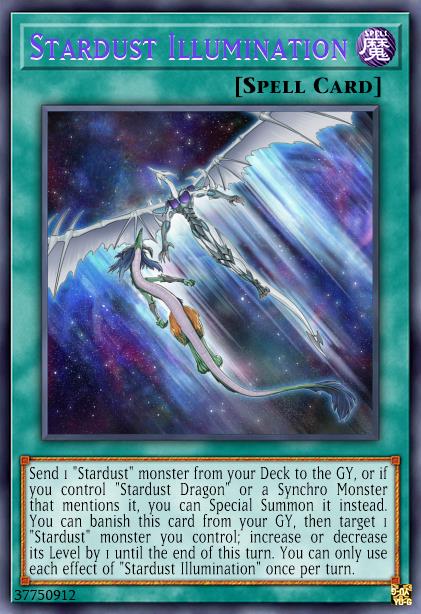 Stardust Illumination
SPELL
魔
[Spell Card]
Send 1 "Stardust" monster from your Deck to the GY, or if
you control "Stardust Dragon" or a Synchro Monster
that mentions it, you can Special Summon it instead.
You can banish this card from your GY, then target 1
"Stardust" monster you control; increase or decrease
its Level by 1 until the end of this turn. You can only use
each effect of "Stardust Illumination" once per turn.
37750912